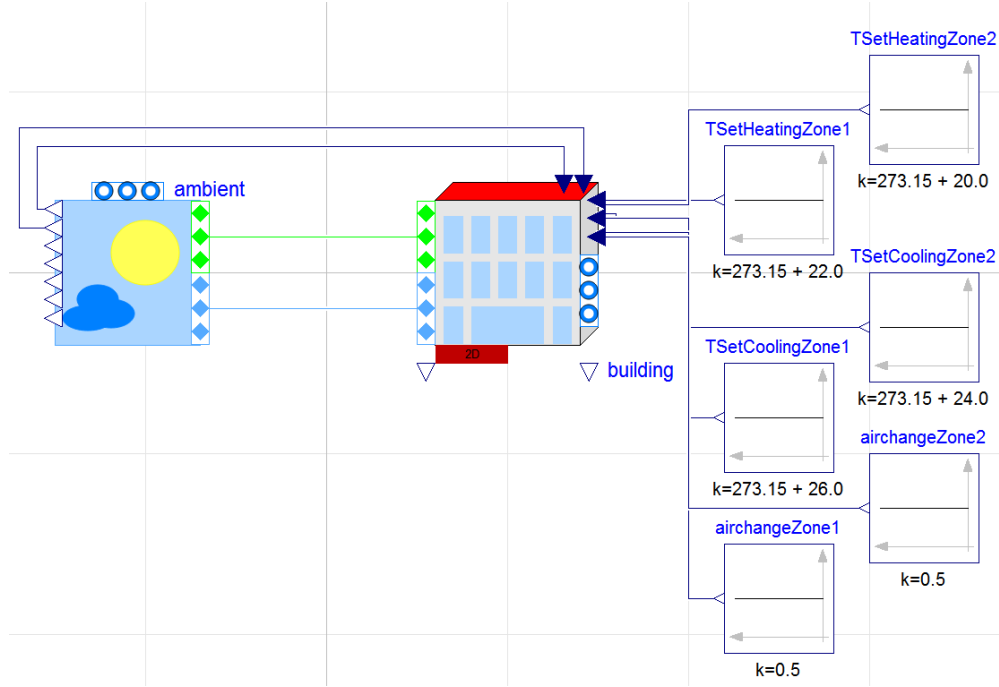 TSetHeatingZone2
k=273.15 + 20.0
TSetHeatingZone1
k=273.15 + 22.0
ambient
TSetCoolingZone2
k=273.15 + 24.0
2D
building
TSetCoolingZone1
k=273.15 + 26.0
airchangeZone2
k=0.5
airchangeZone1
k=0.5